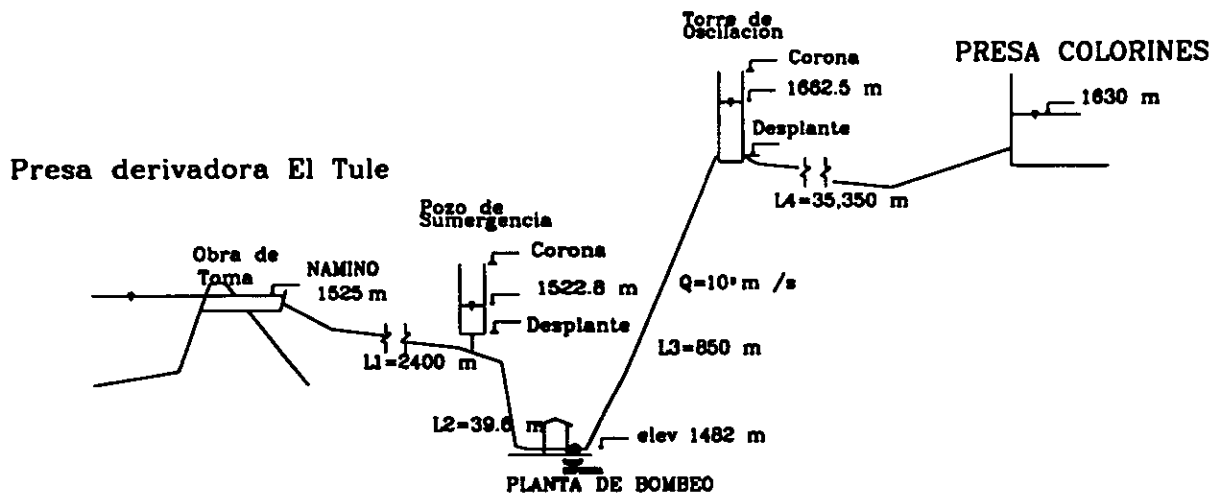 Torre de
Oscilación
Corona
1662.5 m
Desplante
PRESA COLORINES
1630 m
L4=35,350 m
Presa derivadora El Tule
Pozo de
Sumergencia
Corona
1522.8 m
Desplante
Obra de
Toma
NAMINO
1525 m
L1=2400 m
Q=10³ m /s
L3=850 m
L2=39.6 m
elev 1482 m
PLANTA DE BOMBEO